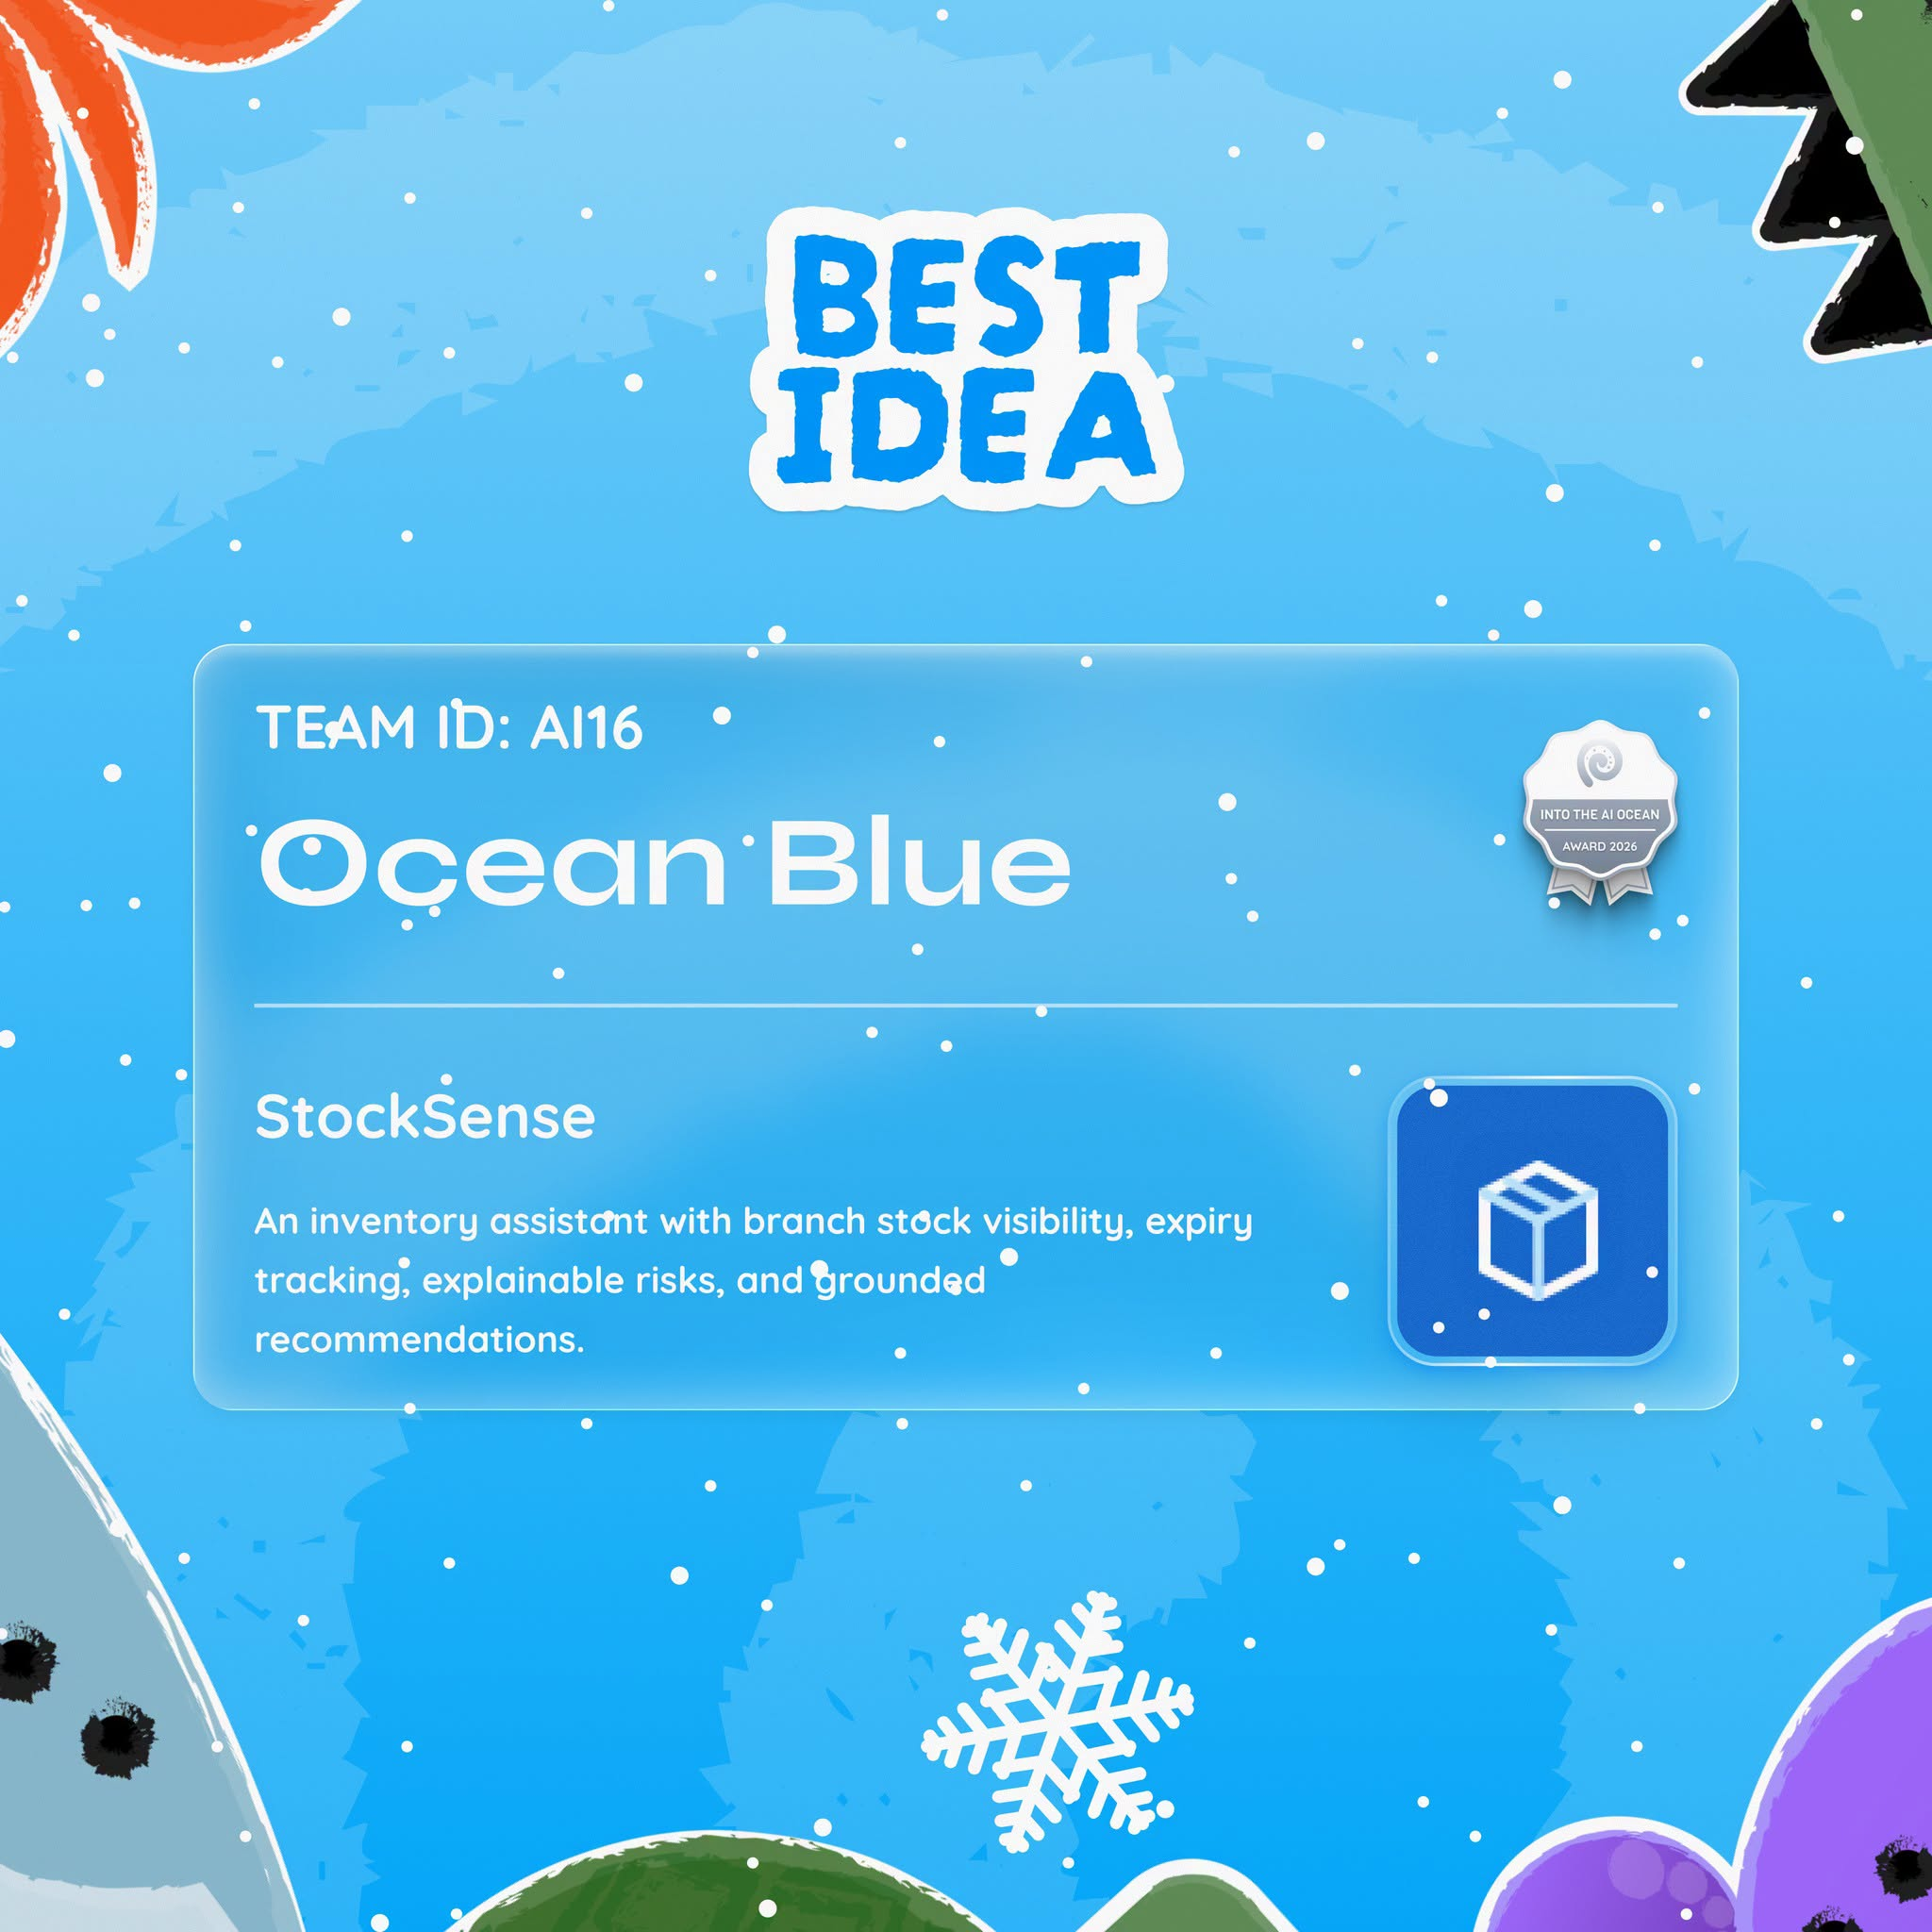 BEST
IDEA
TEAM ID: AI16
Ocean Blue
INTO THE AI OCEAN
AWARD 2026
StockSense
An inventory assistant with branch stock visibility, expiry
tracking, explainable risks, and grounded
recommendations.